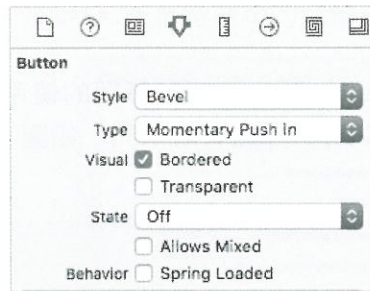 Button
Style Bevel
Type Momentary Push In
Visual Bordered
Transparent
State Off
Allows Mixed
Behavior Spring Loaded